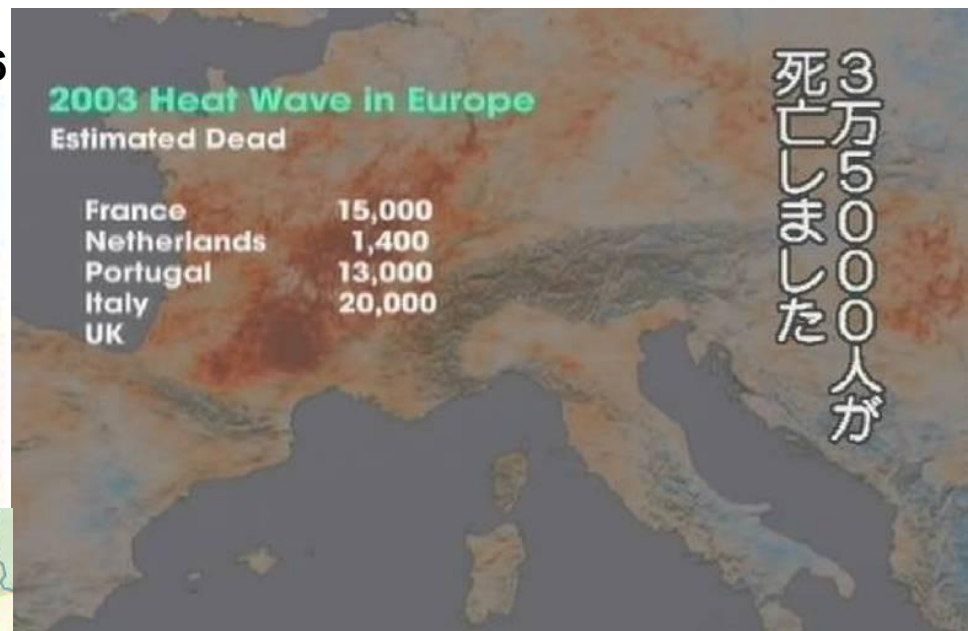 6
2003 Heat Wave in Europe
Estimated Dead
France 15,000
Netherlands 1,400
Portugal 13,000
Italy 20,000
UK
3万5000人が
死亡しました